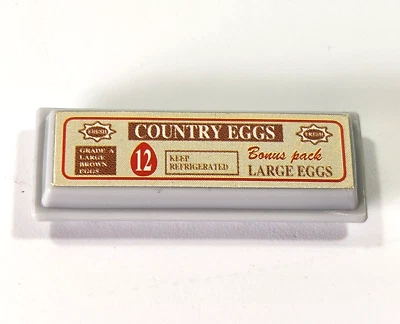 FRESH
COUNTRY EGGS
FRESH
GRADE A
LARGE
BROWN
EGGS
12
KEEP
REFRIGERATED
Bonus pack
LARGE EGGS